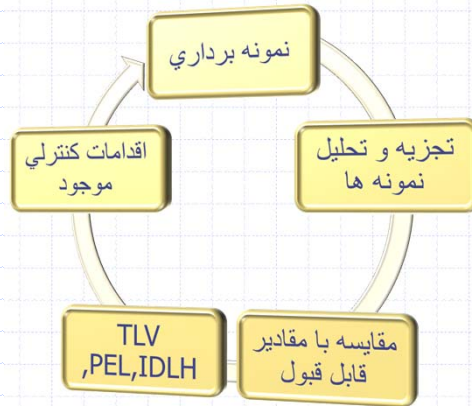 نمونه برداري
تجزيه و تحليل
نمونه ها
مقايسه با مقادير
قابل قبول
TLV
,PEL,IDLH
اقدامات كنترلي
موجود